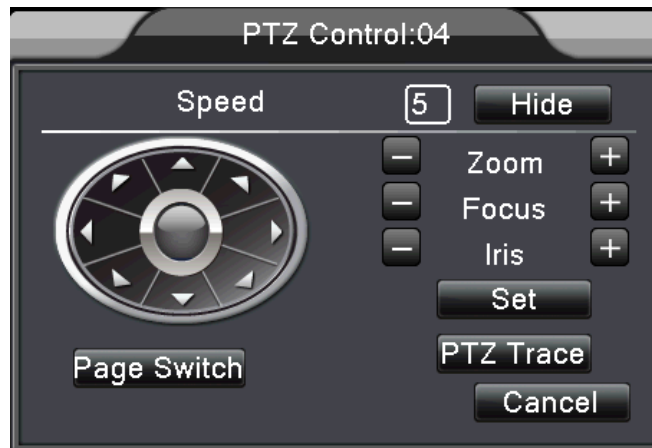 PTZ Control:04
Speed 5 Hide
− Zoom +
− Focus +
− Iris +
Set
PTZ Trace
Page Switch
Cancel